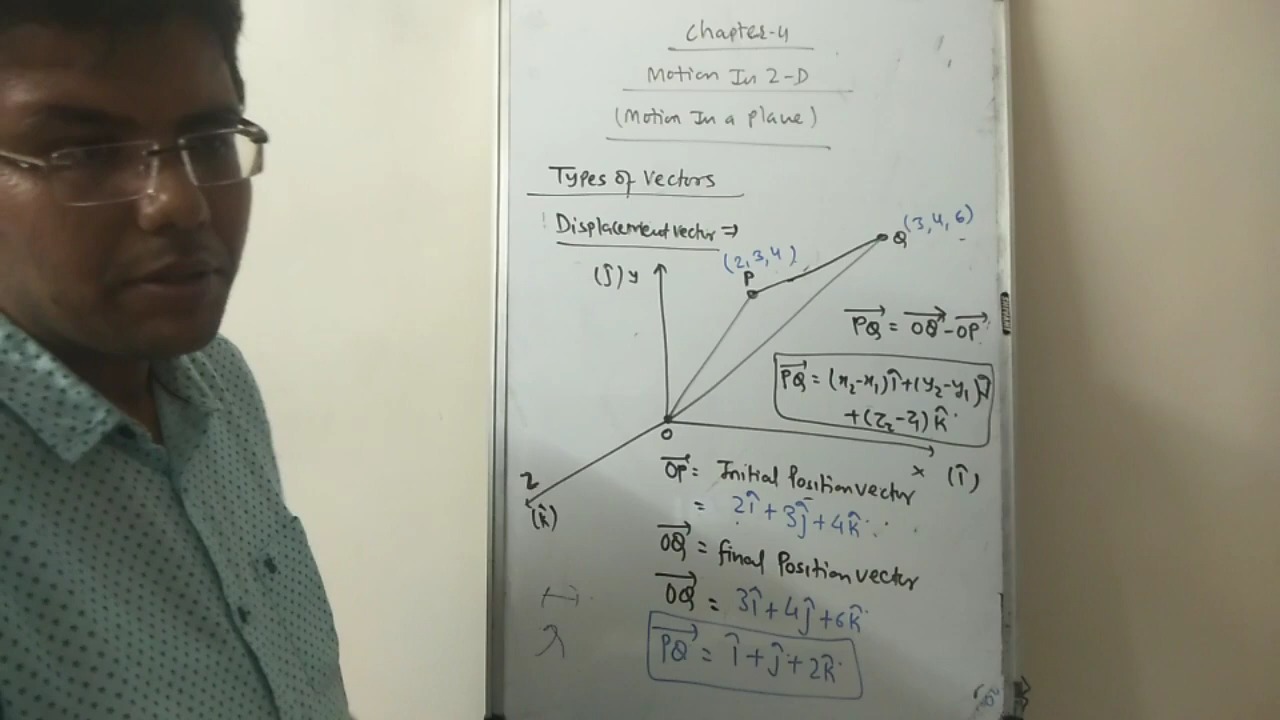 Chapter-4
Motion In 2-D
(Motion In a plane)
Types of Vectors
Displacement vector ⇒
(3,4,6)
Q
(2,3,4)
P
(ĵ) y
PQ⃗ = OQ⃗ - OP⃗
PQ⃗ = (x₂-x₁)î + (y₂-y₁)ĵ
+ (z₂-z₁) k̂
O
x (î)
z
(k̂)
OP⃗ = Initial Position vector
= 2î + 3ĵ + 4k̂
OQ⃗ = final Position vector
OQ⃗ = 3î + 4ĵ + 6k̂
PQ⃗ = î + ĵ + 2k̂